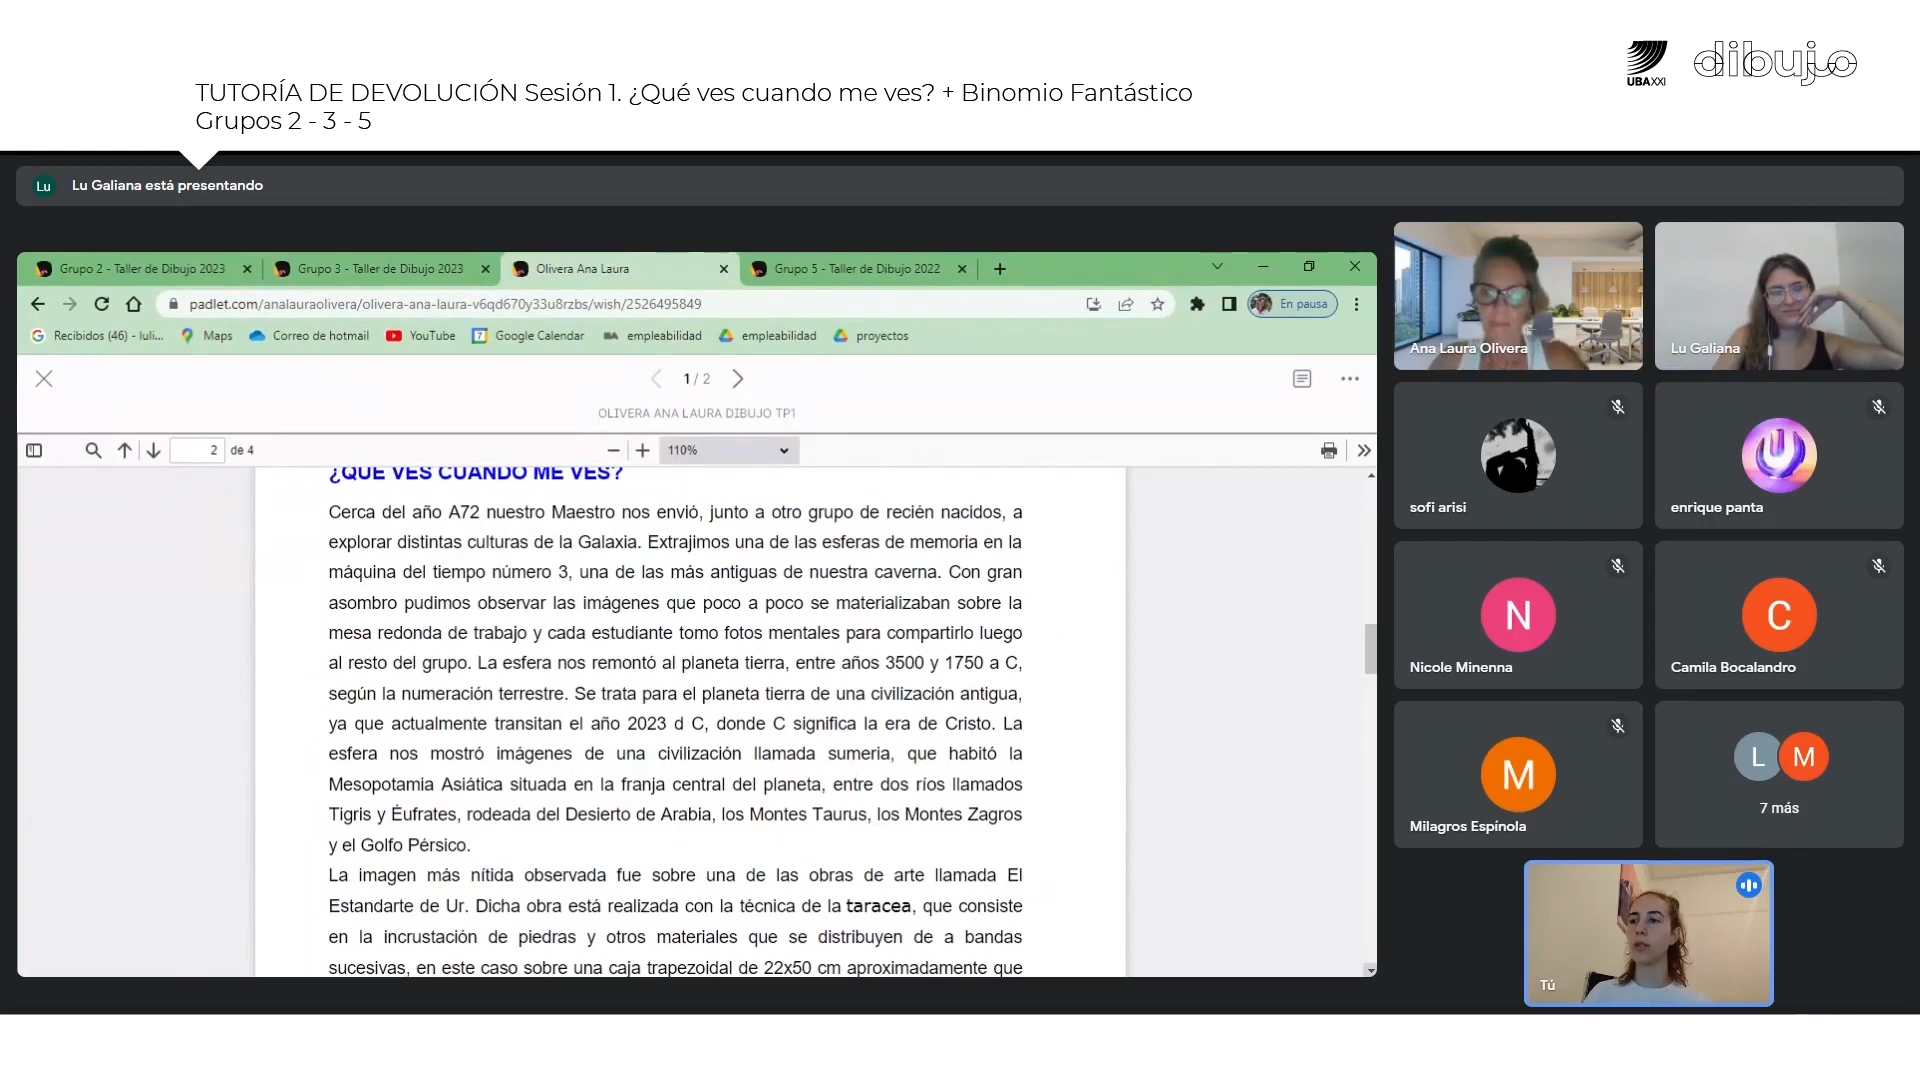 UBAXXI
dibujo
TUTORÍA DE DEVOLUCIÓN Sesión 1. ¿Qué ves cuando me ves? + Binomio Fantástico
Grupos 2 - 3 - 5
Lu
Lu Galiana está presentando
Grupo 2 - Taller de Dibujo 2023
Grupo 3 - Taller de Dibujo 2023
Olivera Ana Laura
Grupo 5 - Taller de Dibujo 2022
padlet.com/analauraolivera/olivera-ana-laura-v6qd670y33u8rzbs/wish/2526495849
En pausa
Recibidos (46) - luli...
Maps
Correo de hotmail
YouTube
Google Calendar
empleabilidad
empleabilidad
proyectos
1 / 2
OLIVERA ANA LAURA DIBUJO TP1
2 de 4
110%
¿QUE VES CUANDO ME VES?
Cerca del año A72 nuestro Maestro nos envió, junto a otro grupo de recién nacidos, a
explorar distintas culturas de la Galaxia. Extrajimos una de las esferas de memoria en la
máquina del tiempo número 3, una de las más antiguas de nuestra caverna. Con gran
asombro pudimos observar las imágenes que poco a poco se materializaban sobre la
mesa redonda de trabajo y cada estudiante tomo fotos mentales para compartirlo luego
al resto del grupo. La esfera nos remontó al planeta tierra, entre años 3500 y 1750 a C,
según la numeración terrestre. Se trata para el planeta tierra de una civilización antigua,
ya que actualmente transitan el año 2023 d C, donde C significa la era de Cristo. La
esfera nos mostró imágenes de una civilización llamada sumeria, que habitó la
Mesopotamia Asiática situada en la franja central del planeta, entre dos ríos llamados
Tigris y Éufrates, rodeada del Desierto de Arabia, los Montes Taurus, los Montes Zagros
y el Golfo Pérsico.
La imagen más nítida observada fue sobre una de las obras de arte llamada El
Estandarte de Ur. Dicha obra está realizada con la técnica de la taracea, que consiste
en la incrustación de piedras y otros materiales que se distribuyen de a bandas
sucesivas, en este caso sobre una caja trapezoidal de 22x50 cm aproximadamente que
Ana Laura Olivera
Lu Galiana
sofi arisi
enrique panta
N
Nicole Minenna
C
Camila Bocalandro
M
Milagros Espínola
L
M
7 más
Tú